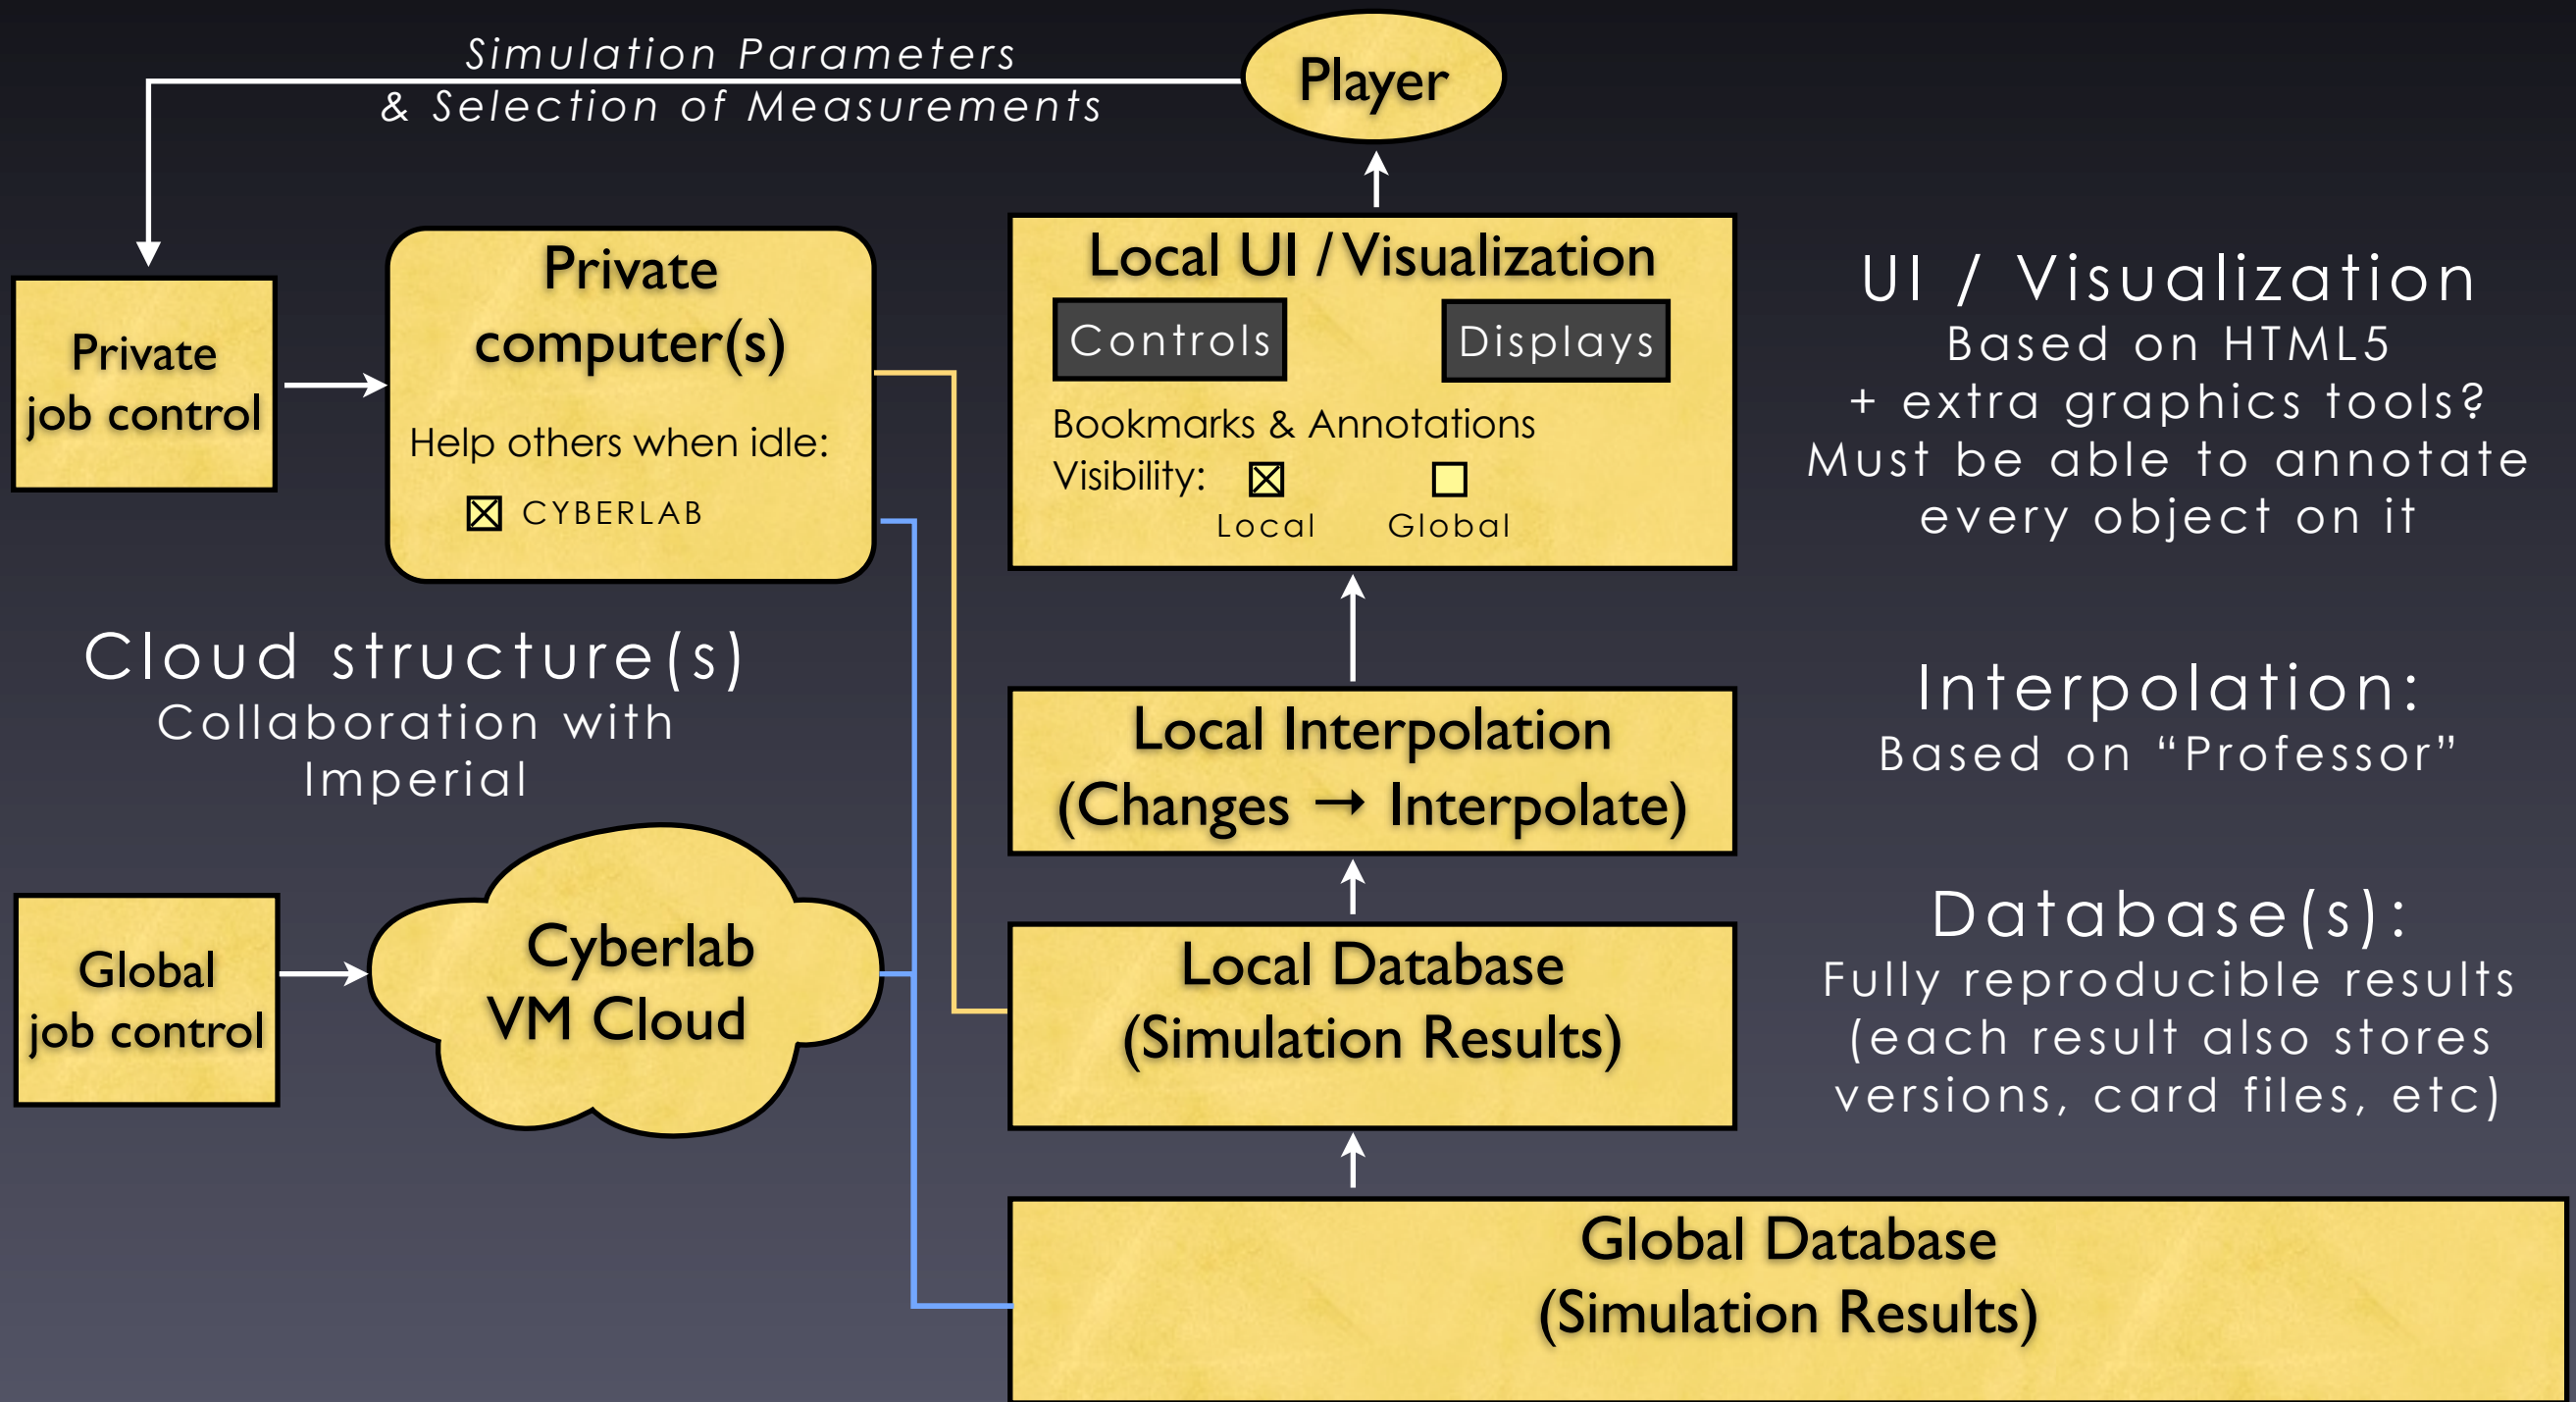 Simulation Parameters
& Selection of Measurements
Player
Private
job control
Private
computer(s)
Help others when idle:
CYBERLAB
Local UI / Visualization
Controls
Displays
Bookmarks & Annotations
Visibility:
Local
Global
UI / Visualization
Based on HTML5
+ extra graphics tools?
Must be able to annotate
every object on it
Cloud structure(s)
Collaboration with
Imperial
Local Interpolation
(Changes → Interpolate)
Interpolation:
Based on “Professor”
Global
job control
Cyberlab
VM Cloud
Local Database
(Simulation Results)
Database(s):
Fully reproducible results
(each result also stores
versions, card files, etc)
Global Database
(Simulation Results)